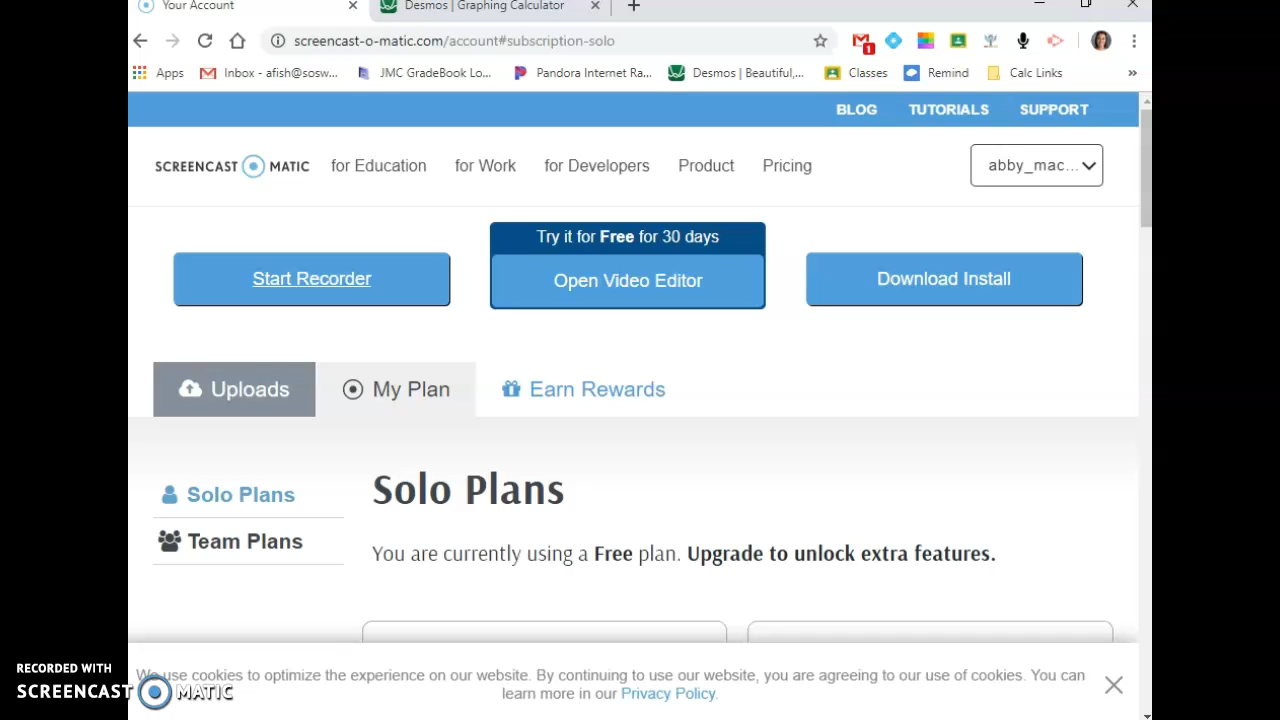 Your Account
Desmos | Graphing Calculator
screencast-o-matic.com/account#subscription-solo
1
Apps
Inbox - afish@sosw...
JMC GradeBook Lo...
Pandora Internet Ra...
Desmos | Beautiful,...
Classes
Remind
Calc Links
»
BLOG
TUTORIALS
SUPPORT
SCREENCAST MATIC
for Education
for Work
for Developers
Product
Pricing
abby_mac...
Try it for Free for 30 days
Start Recorder
Open Video Editor
Download Install
Uploads
My Plan
Earn Rewards
Solo Plans
Team Plans
Solo Plans
You are currently using a Free plan. Upgrade to unlock extra features.
We use cookies to optimize the experience on our website. By continuing to use our website, you are agreeing to our use of cookies. You can
learn more in our Privacy Policy.
RECORDED WITH
SCREENCAST MATIC